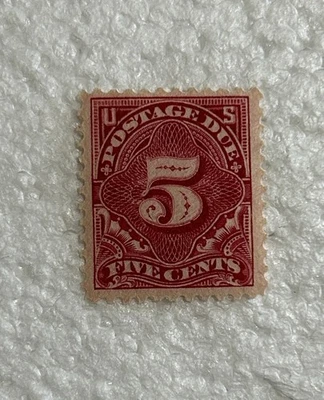 U S
POSTAGE DUE
5
FIVE CENTS